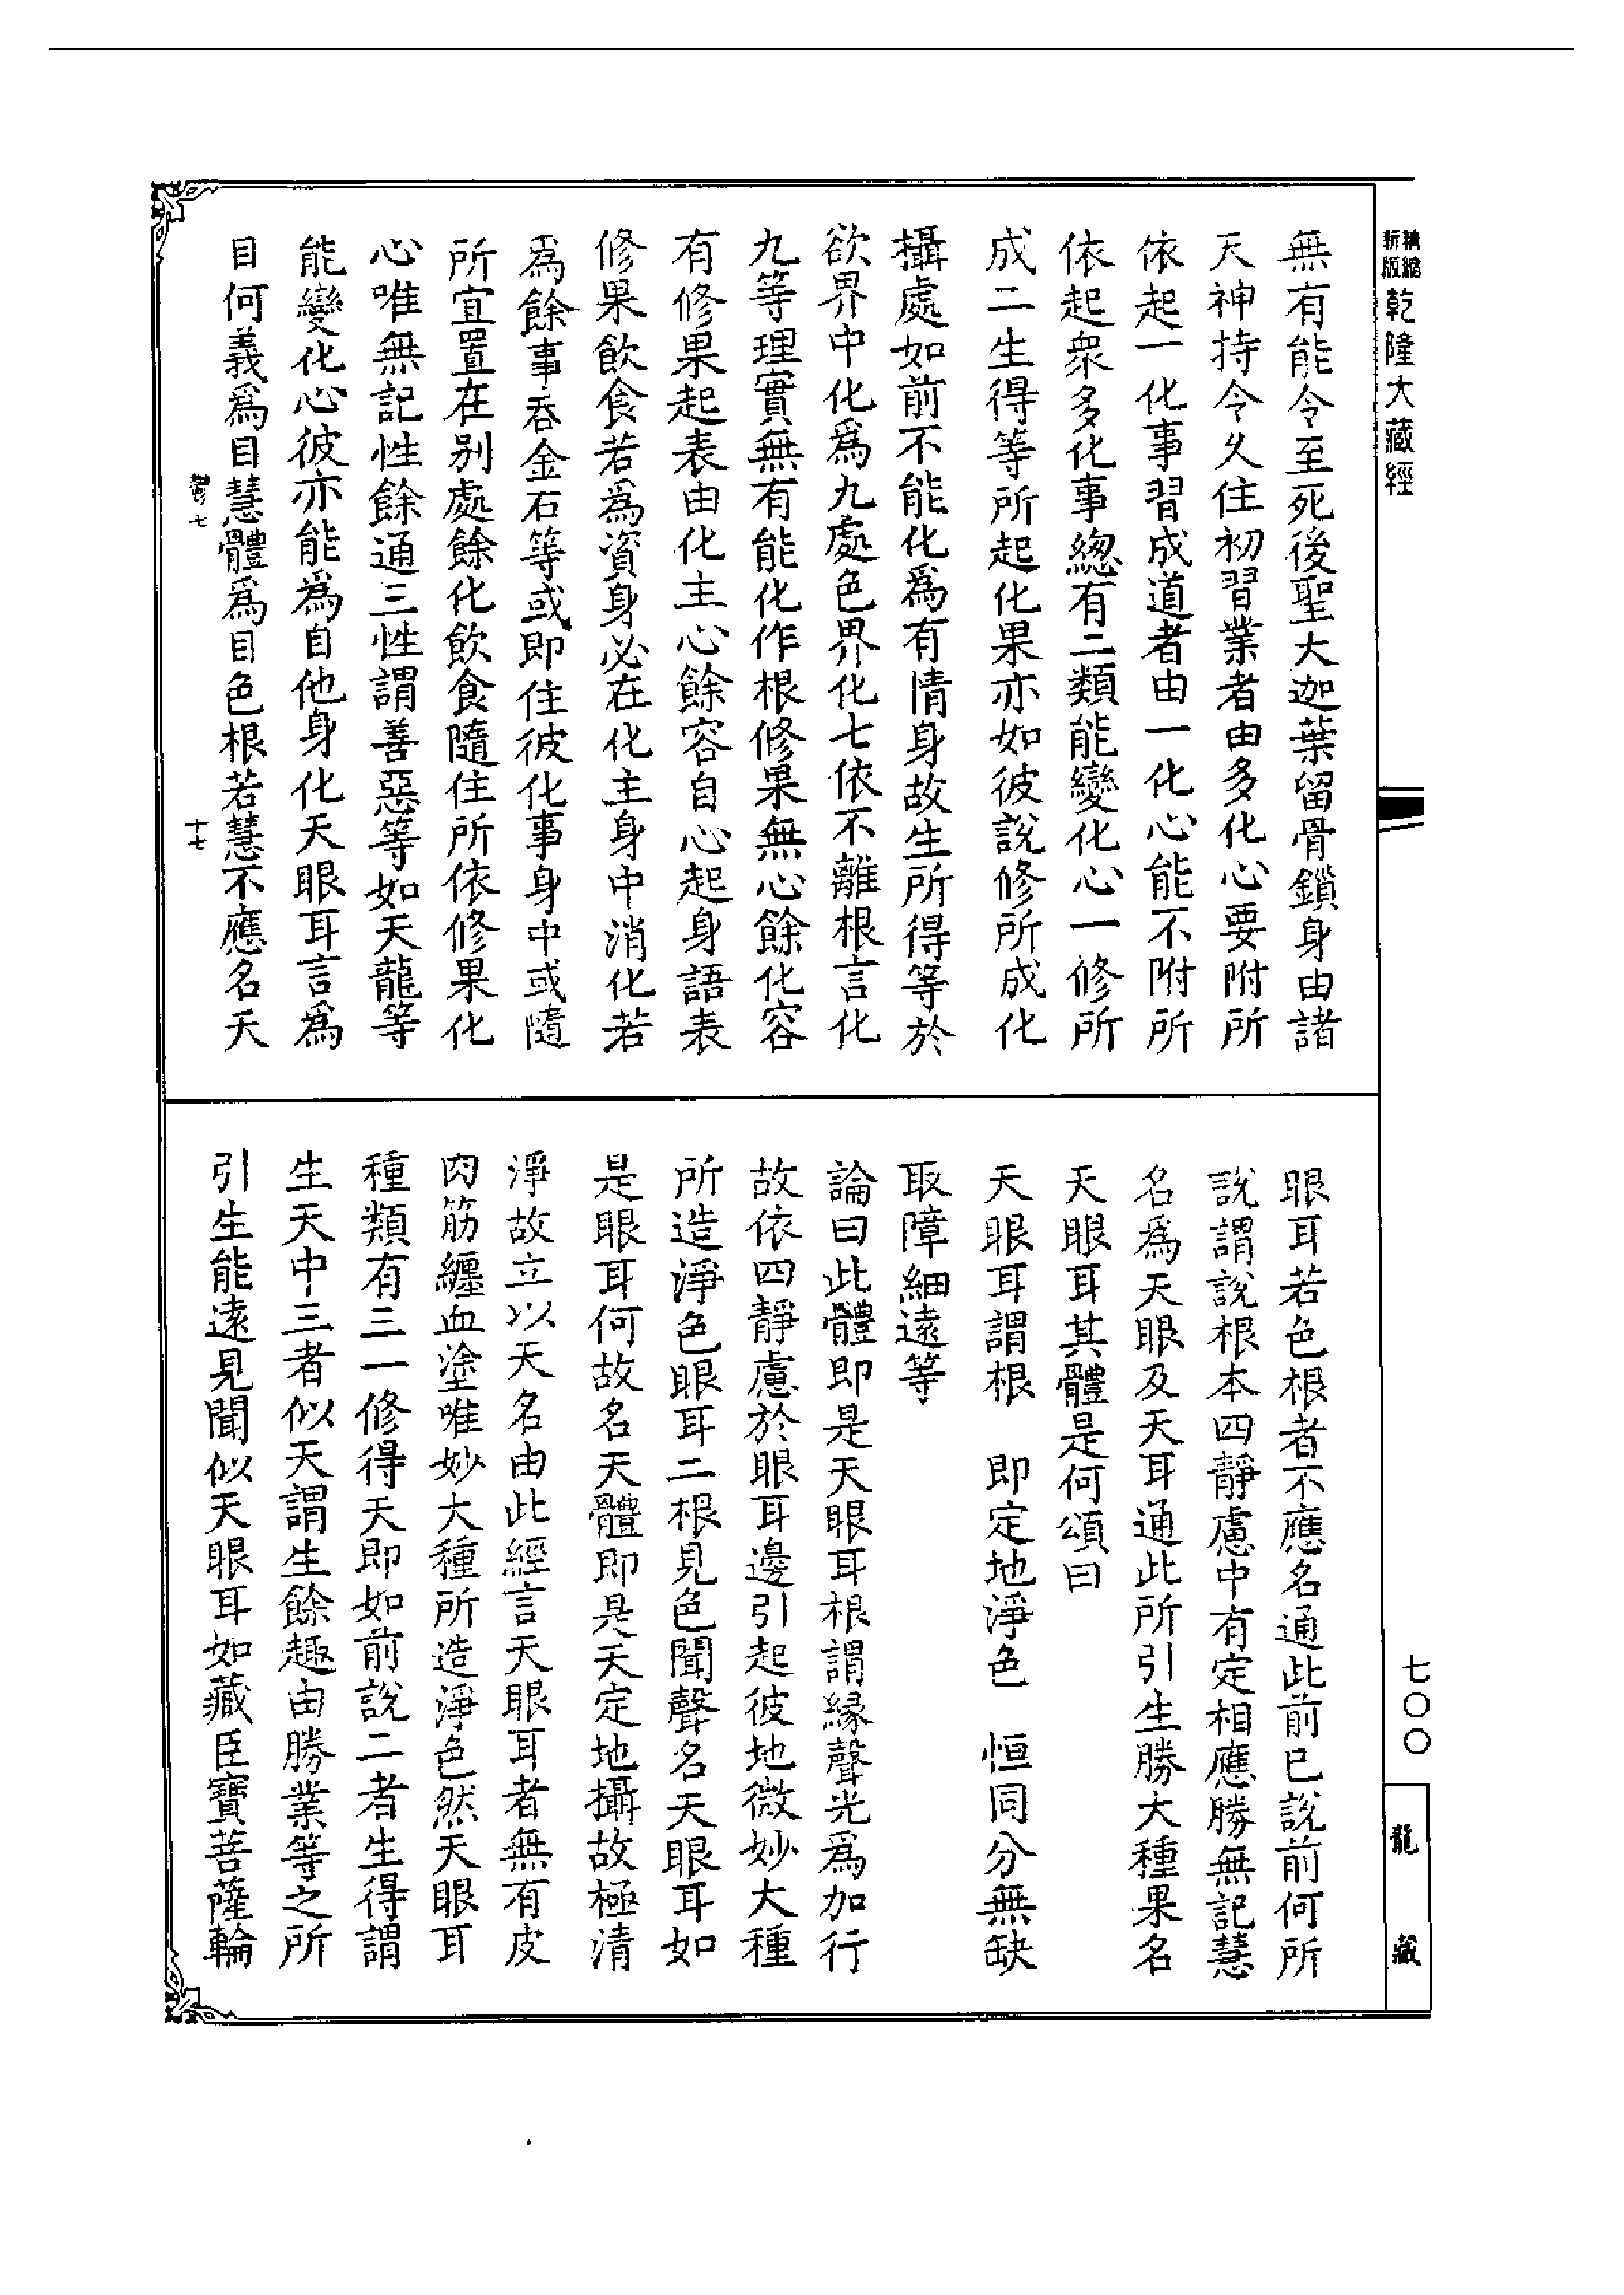 乾隆大藏經
無有能令至死後聖大迦葉留骨鎖身由諸
天神持令久住初習業者由多化心要附所
依起一化事習成道者由一化心能不附所
依起衆多化事總有二類能變化心一修所
成二生得等所起化果亦如彼說修所成化
攝處如前不能化爲有情身故生所得等於
欲界中化爲九處色界化七依不離根言化
九等理實無有能化作根修果無心餘化容
有修果起表由化主心餘容自心起身語表
修果飲食若爲資身必在化主身中消化若
爲餘事吞金石等或即住彼化事身中或隨
所宜置在別處餘化飲食隨住所依修果化
心唯無記性餘通三性謂善惡等如天龍等
能變化心彼亦能爲自他身化天眼耳言爲
目何義爲目慧體爲目色根若慧不應名天
七
十七
眼耳若色根者不應名通此前已說前何所
說謂說根本四靜慮中有定相應勝無記慧
名爲天眼及天耳通此所引生勝大種果名
天眼耳其體是何頌曰
天眼耳謂根　即定地淨色　恒同分無缺
取障細遠等
論曰此體即是天眼耳根謂緣聲光爲加行
故依四靜慮於眼耳邊引起彼地微妙大種
所造淨色眼耳二根見色聞聲名天眼耳如
是眼耳何故名天體即是天定地攝故極清
淨故立以天名由此經言天眼耳者無有皮
肉筋纏血塗唯妙大種所造淨色然天眼耳
種類有三一修得天即如前說二者生得謂
生天中三者似天謂生餘趣由勝業等之所
引生能遠見聞似天眼耳如藏臣寶菩薩輪
七〇〇
龍藏